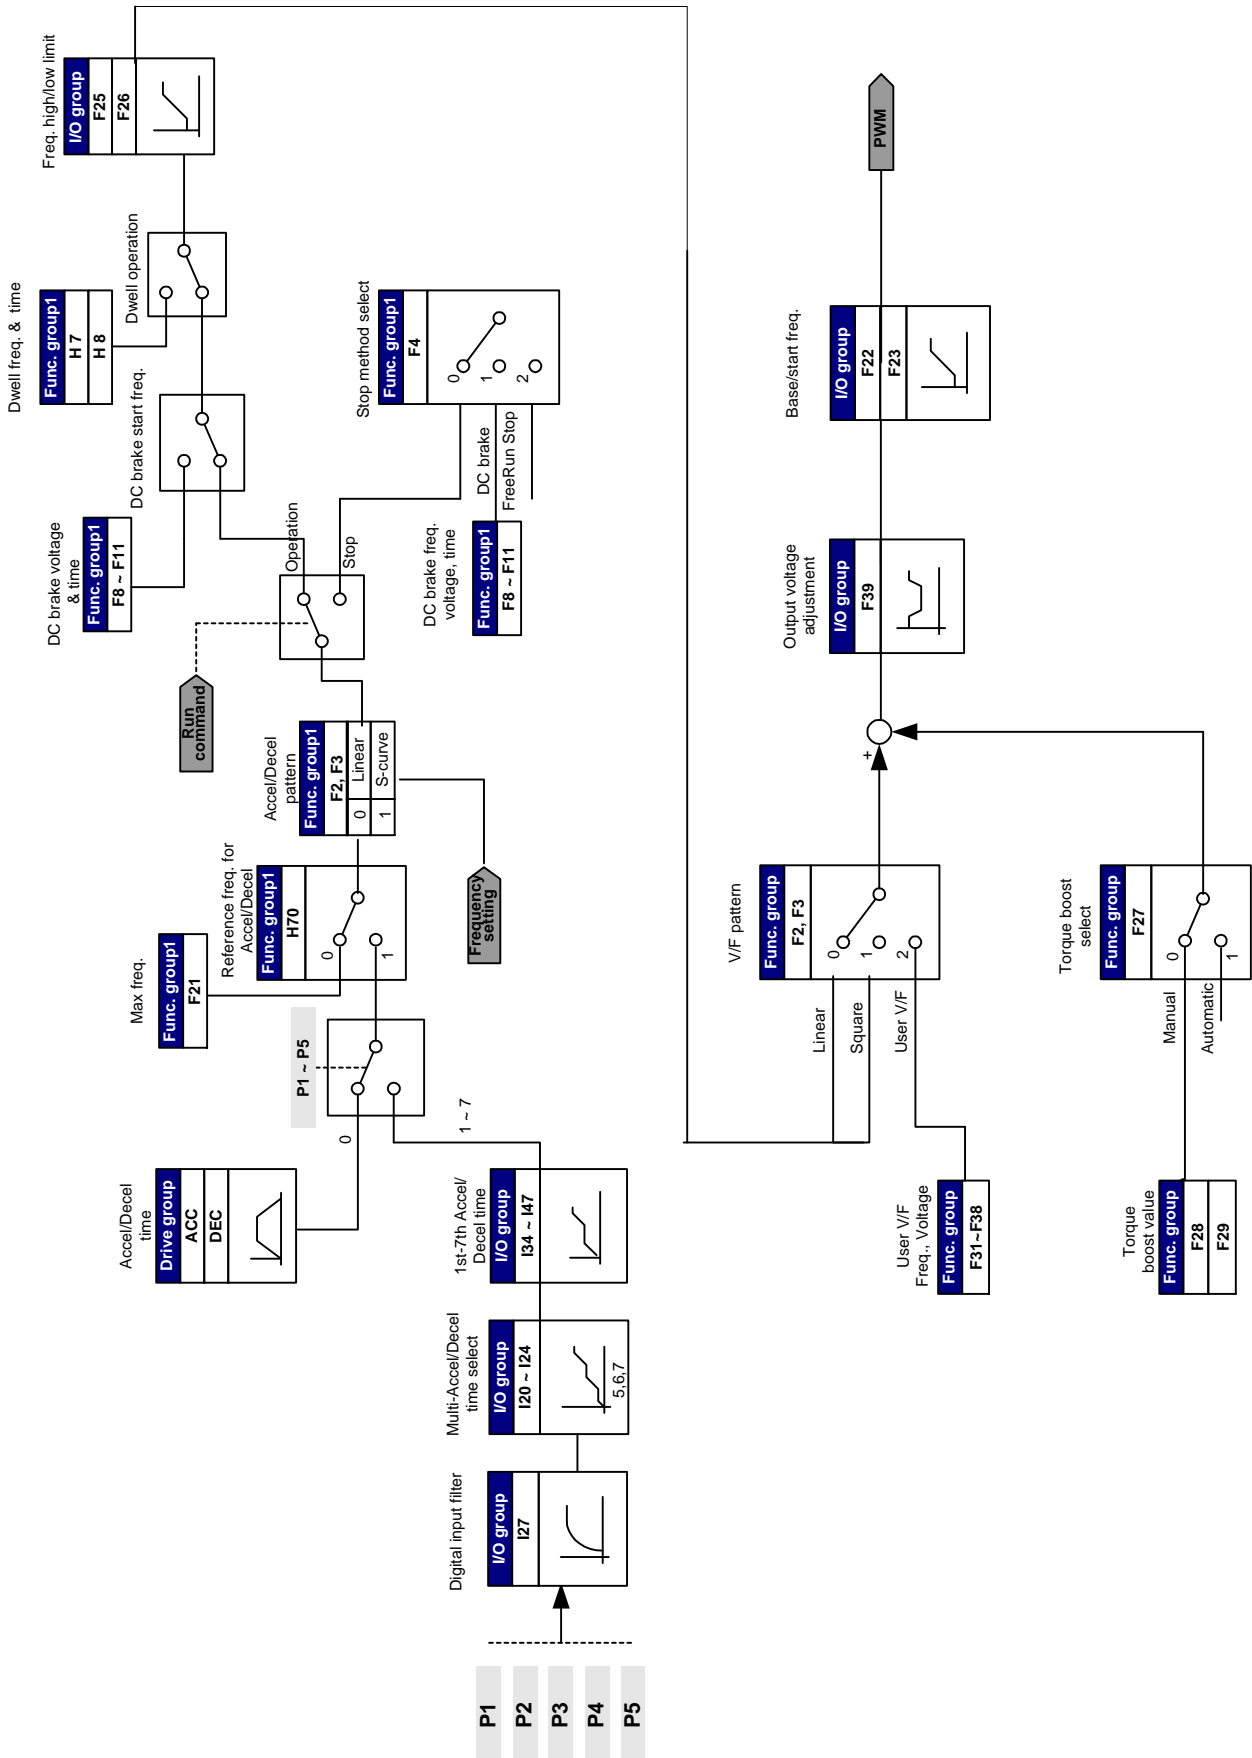 P1
P2
P3
P4
P5
Digital input filter
I/O group
I27
Multi-Accel/Decel
time select
I/O group
I20 ~ I24
5,6,7
1st-7th Accel/
Decel time
I/O group
I34 ~ I47
Accel/Decel
time
Drive group
ACC
DEC
0
1 ~ 7
P1 ~ P5
Max freq.
Func. group1
F21
Reference freq. for
Accel/Decel
Func. group1
H70
0
1
Frequency
setting
Accel/Decel
pattern
Func. group1
F2, F3
0
Linear
1
S-curve
Run
command
Operation
Stop
DC brake voltage
& time
Func. group1
F8 ~ F11
DC brake start freq.
DC brake freq.
voltage, time
Func. group1
F8 ~ F11
DC brake
FreeRun Stop
Stop method select
Func. group1
F4
0
1
2
Dwell freq. & time
Func. group1
H 7
H 8
Dwell operation
Freq. high/low limit
I/O group
F25
F26
User V/F
Freq., Voltage
Func. group
F31~F38
Linear
Square
User V/F
V/F pattern
Func. group
F2, F3
0
1
2
Torque
boost value
Func. group
F28
F29
Manual
Automatic
Torque boost
select
Func. group
F27
0
1
+
Output voltage
adjustment
I/O group
F39
Base/start freq.
I/O group
F22
F23
PWM